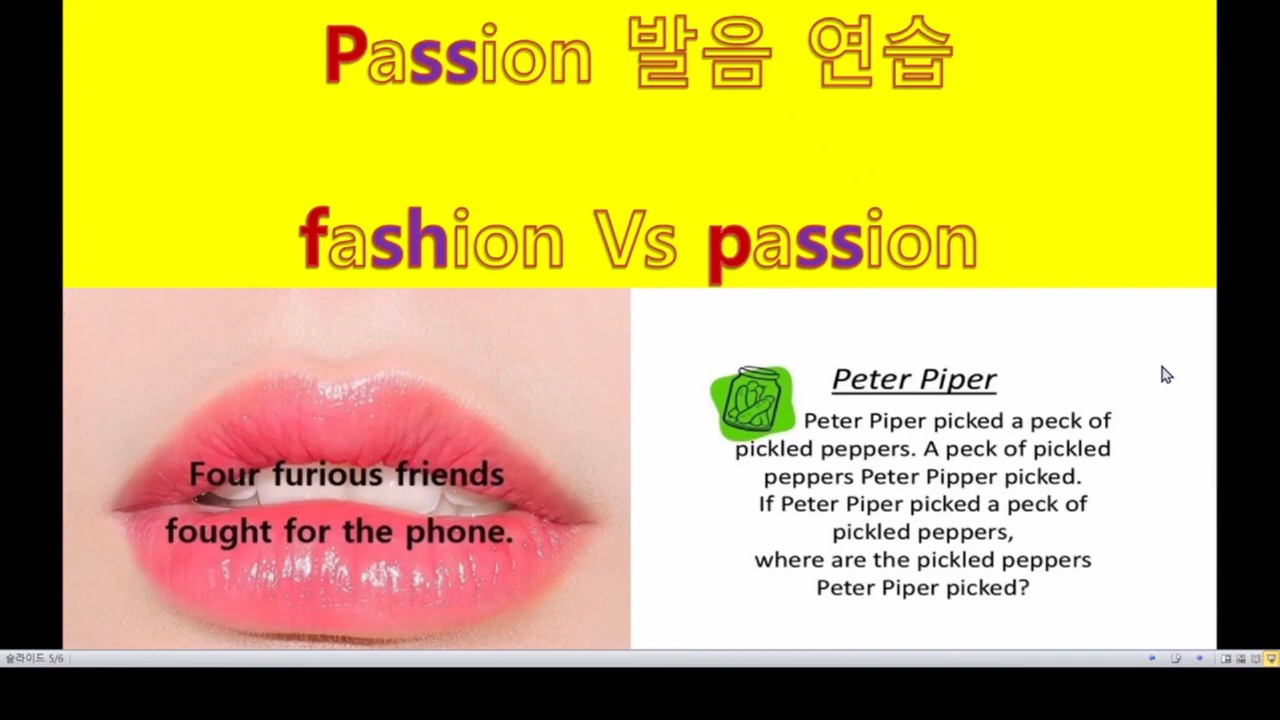 Passion 발음 연습
fashion Vs passion
Four furious friends
fought for the phone.
Peter Piper
Peter Piper picked a peck of
pickled peppers. A peck of pickled
peppers Peter Pipper picked.
If Peter Piper picked a peck of
pickled peppers,
where are the pickled peppers
Peter Piper picked?
슬라이드 5/6